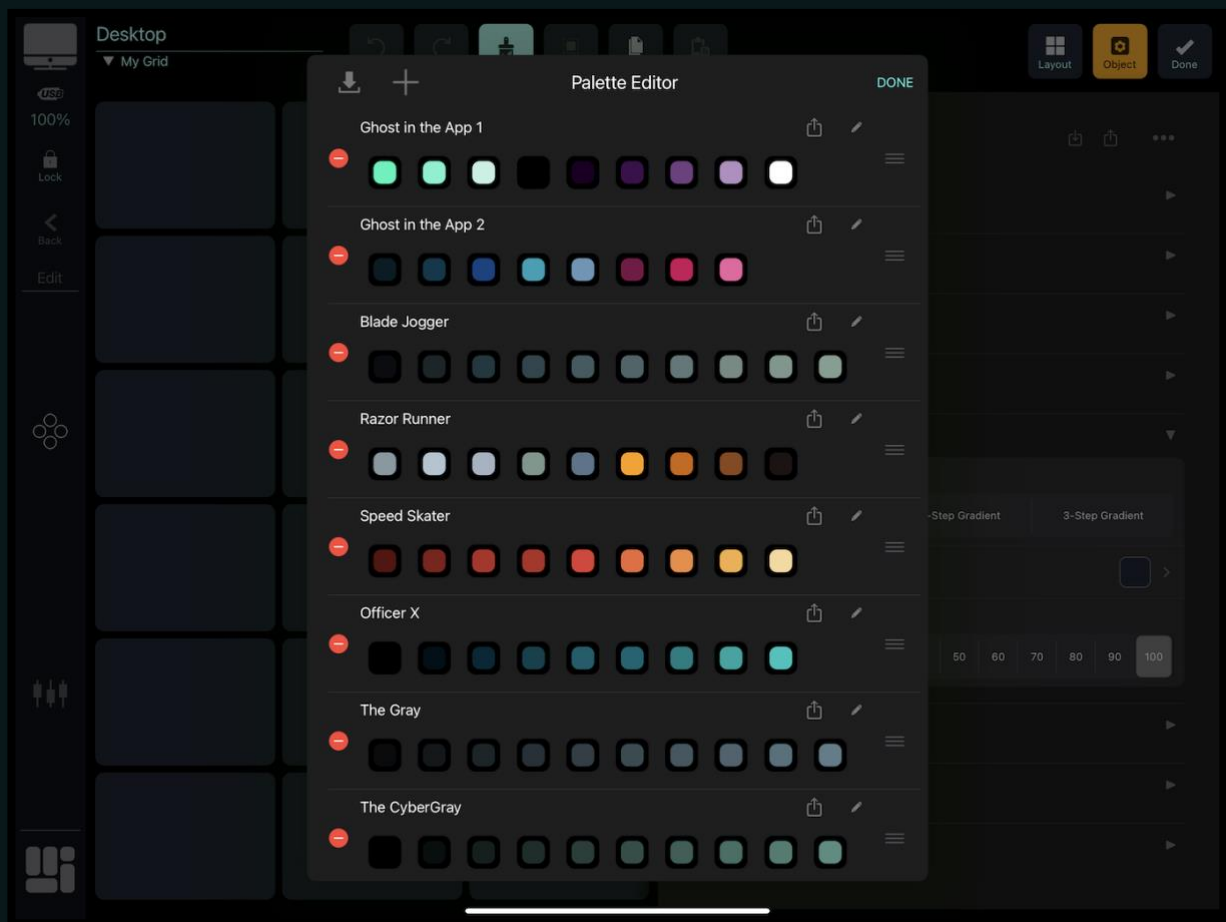 Desktop
▼ My Grid
USB
100%
Lock
Back
Edit
Layout
Object
Done
Palette Editor
DONE
Ghost in the App 1
Ghost in the App 2
Blade Jogger
Razor Runner
Speed Skater
Officer X
The Gray
The CyberGray
-Step Gradient
3-Step Gradient
50 60 70 80 90 100